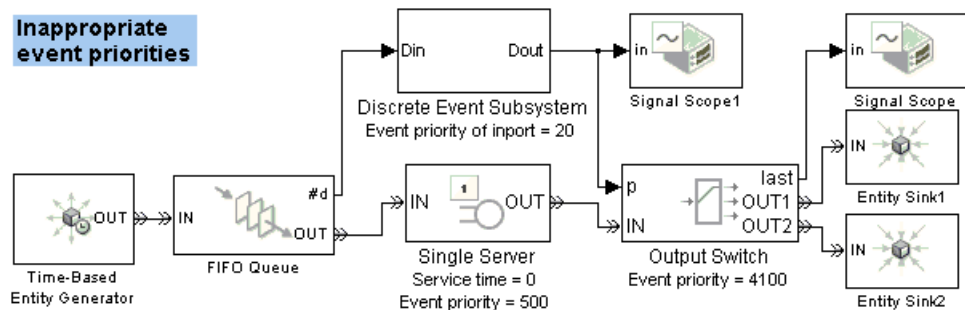 Inappropriate
event priorities
Din
Dout
Discrete Event Subsystem
Event priority of inport = 20
in
Signal Scope1
in
Signal Scope
OUT
Time-Based
Entity Generator
IN
#d
OUT
FIFO Queue
IN
1
OUT
Single Server
Service time = 0
Event priority = 500
p
IN
last
OUT1
OUT2
Output Switch
Event priority = 4100
IN
Entity Sink1
IN
Entity Sink2